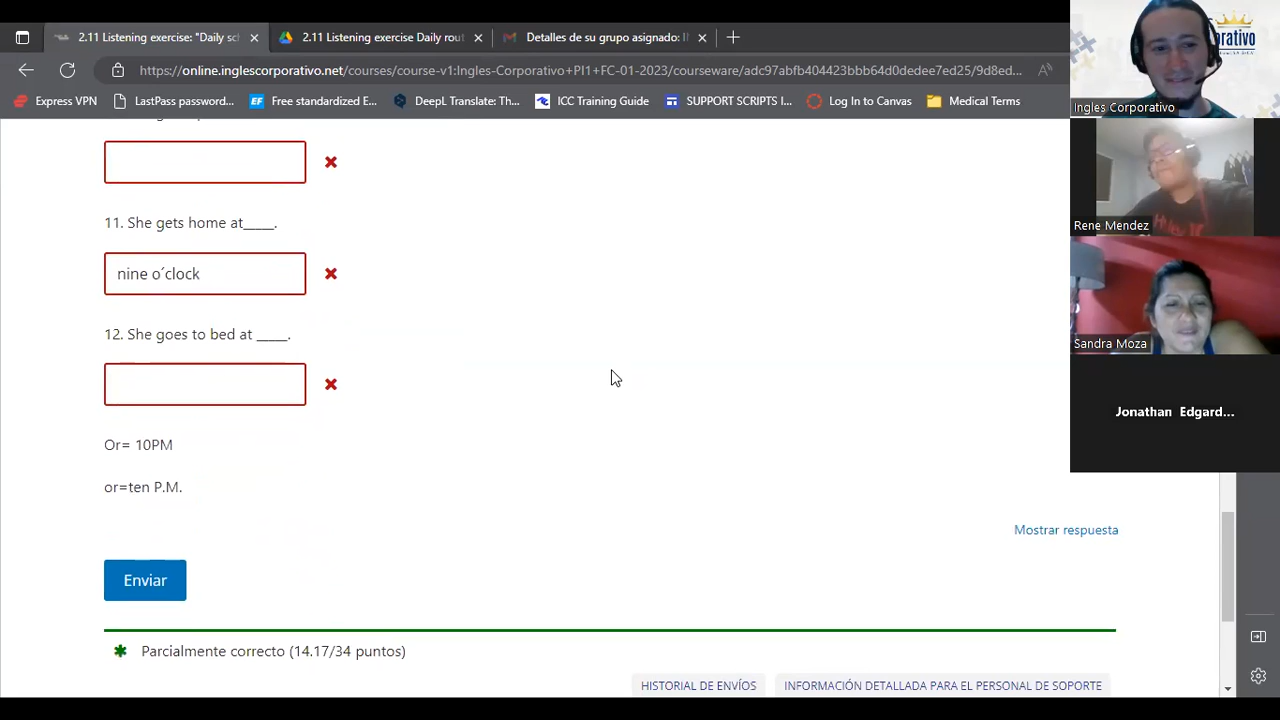 2.11 Listening exercise: "Daily sc
2.11 Listening exercise Daily rout
Detalles de su grupo asignado: I
https://online.inglescorporativo.net/courses/course-v1:Ingles-Corporativo+PI1+FC-01-2023/courseware/adc97abfb404423bbb64d0dedee7ed25/9d8ed...
Express VPN
LastPass password...
Free standardized E...
DeepL Translate: Th...
ICC Training Guide
SUPPORT SCRIPTS I...
Log In to Canvas
Medical Terms
11. She gets home at_____.
nine o´clock
12. She goes to bed at _____.
Or= 10PM
or=ten P.M.
Mostrar respuesta
Enviar
Parcialmente correcto (14.17/34 puntos)
HISTORIAL DE ENVÍOS
INFORMACIÓN DETALLADA PARA EL PERSONAL DE SOPORTE
Ingles Corporativo
Rene Mendez
Sandra Moza
Jonathan Edgard...